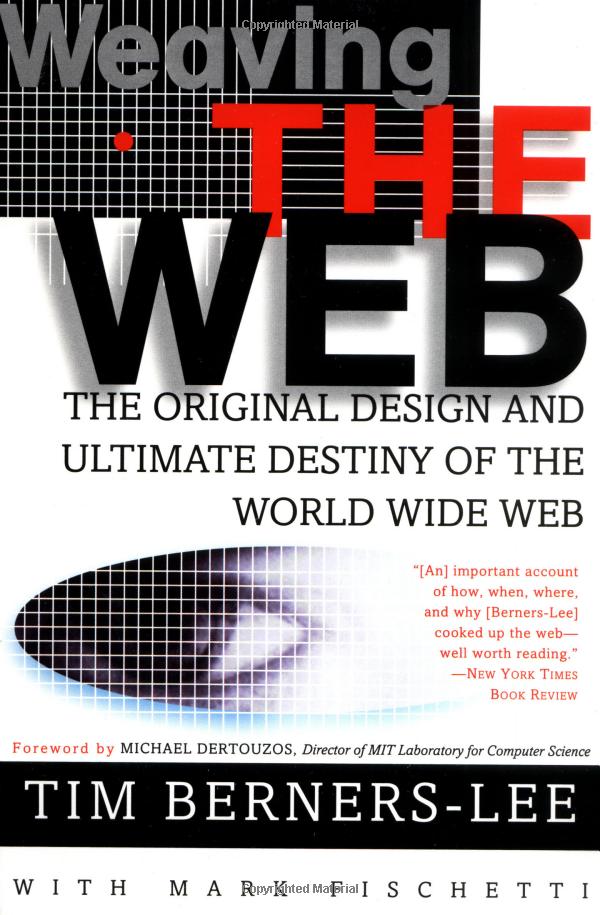 Copyrighted Material
Weaving
THE
WEB
THE ORIGINAL DESIGN AND
ULTIMATE DESTINY OF THE
WORLD WIDE WEB
“[An] important account
of how, when, where,
and why [Berners-Lee]
cooked up the web—
well worth reading.”
—NEW YORK TIMES
BOOK REVIEW
Foreword by MICHAEL DERTOUZOS, Director of MIT Laboratory for Computer Science
TIM BERNERS-LEE
WITH MARK FISCHETTI
Copyrighted Material